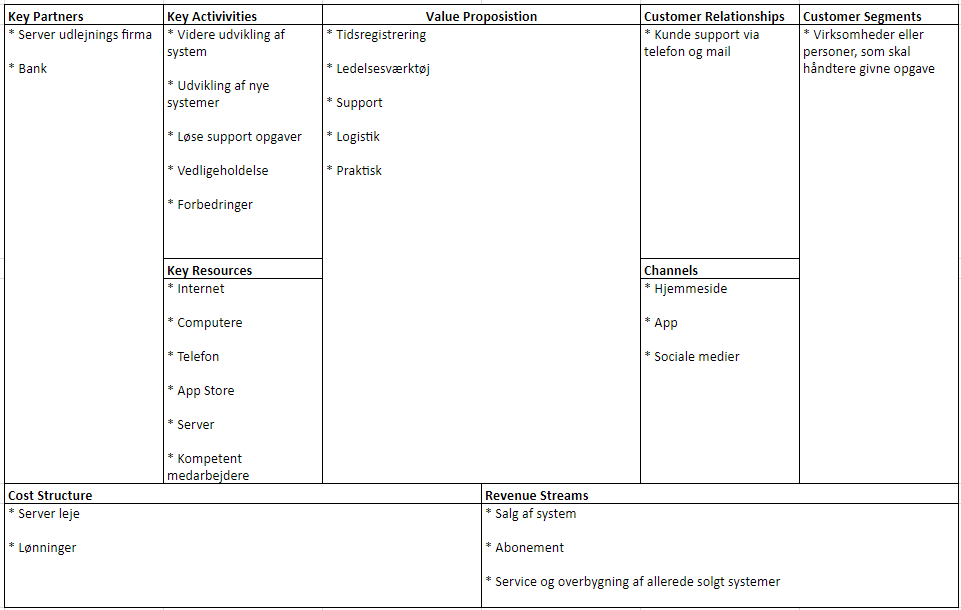 Key Partners
* Server udlejnings firma
* Bank
Key Activivities
* Videre udvikling af
system
* Udvikling af nye
systemer
* Løse support opgaver
* Vedligeholdelse
* Forbedringer
Key Resources
* Internet
* Computere
* Telefon
* App Store
* Server
* Kompetent
medarbejdere
Value Proposistion
* Tidsregistrering
* Ledelsesværktøj
* Support
* Logistik
* Praktisk
Customer Relationships
* Kunde support via
telefon og mail
Channels
* Hjemmeside
* App
* Sociale medier
Customer Segments
* Virksomheder eller
personer, som skal
håndtere givne opgave
Cost Structure
* Server leje
* Lønninger
Revenue Streams
* Salg af system
* Abonement
* Service og overbygning af allerede solgt systemer